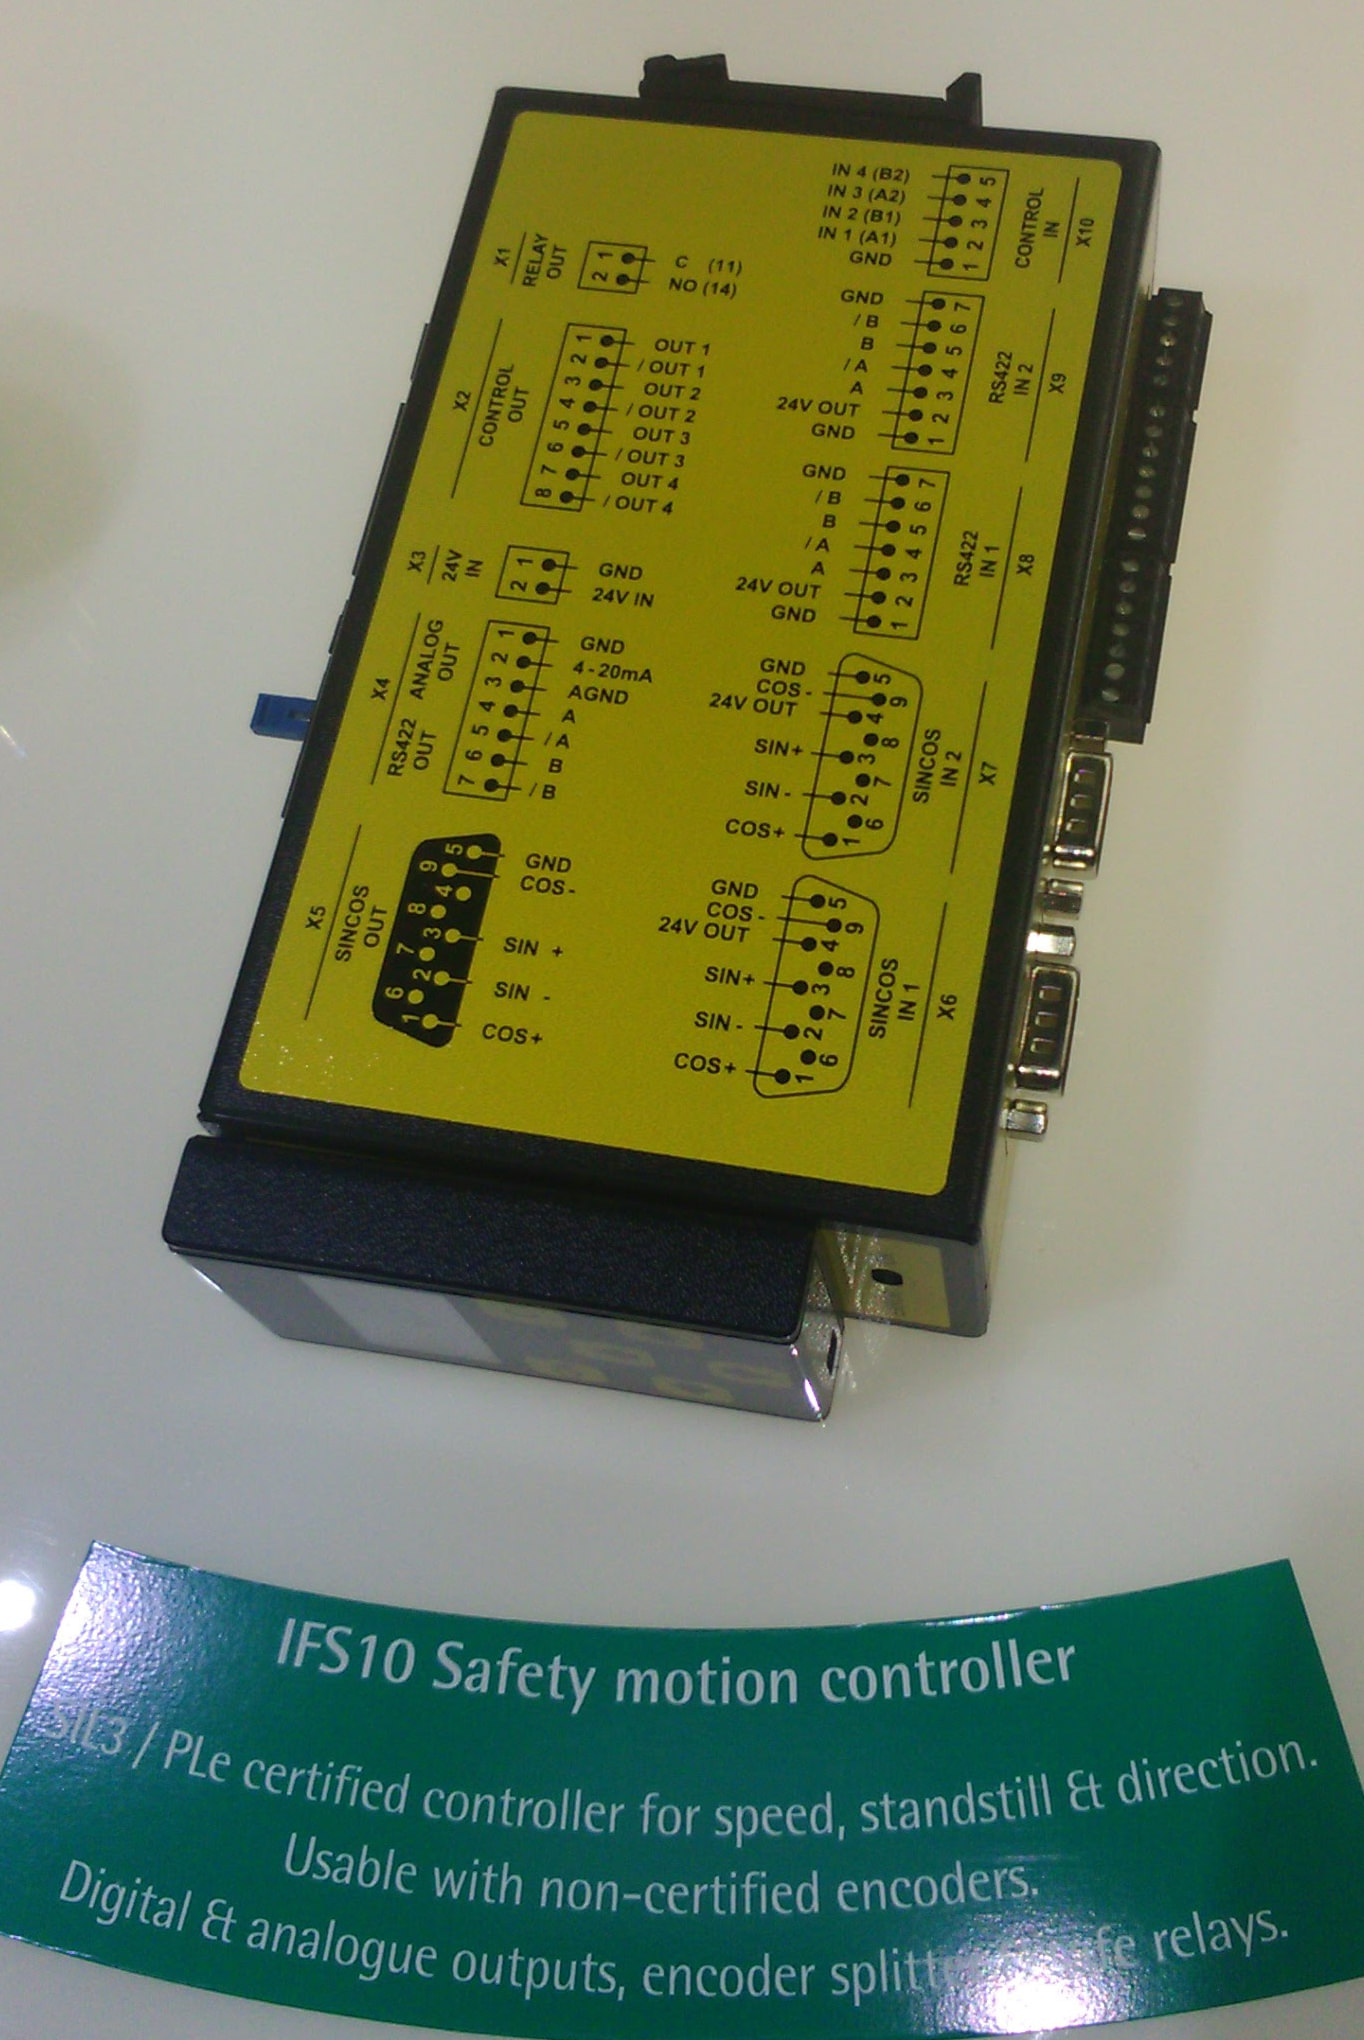 X1
RELAY
OUT
1 C (11)
2 NO (14)
X2
CONTROL
OUT
1 OUT 1
2 / OUT 1
3 OUT 2
4 / OUT 2
5 OUT 3
6 / OUT 3
7 OUT 4
8 / OUT 4
X3
24V
IN
1 GND
2 24V IN
X4
ANALOG
OUT
RS422
OUT
1 GND
2 4-20mA
3 AGND
4 A
5 /A
6 B
7 /B
X5
SINCOS
OUT
5 GND
9 COS-
4
8
3 SIN +
7
2 SIN -
6
1 COS+
IN 4 (B2) 5
IN 3 (A2) 4
IN 2 (B1) 3
IN 1 (A1) 2
GND 1
CONTROL
IN
X10
GND 7
/B 6
B 5
/A 4
A 3
24V OUT 2
GND 1
RS422
IN 2
X9
GND 7
/B 6
B 5
/A 4
A 3
24V OUT 2
GND 1
RS422
IN 1
X8
GND 5
COS- 9
24V OUT 4
8
SIN+ 3
7
SIN- 2
6
COS+ 1
SINCOS
IN 2
X7
GND 5
COS- 9
24V OUT 4
8
SIN+ 3
7
SIN- 2
6
COS+ 1
SINCOS
IN 1
X6
IFS10 Safety motion controller
SIL3 / PLe certified controller for speed, standstill & direction.
Usable with non-certified encoders.
Digital & analogue outputs, encoder relays.